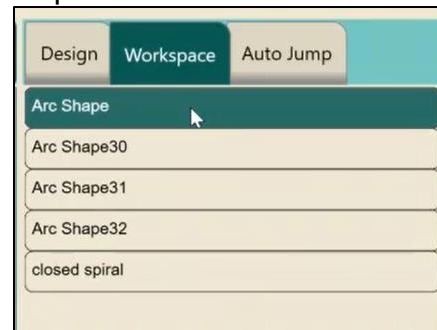 Design Workspace Auto Jump
Arc Shape
Arc Shape30
Arc Shape31
Arc Shape32
closed spiral